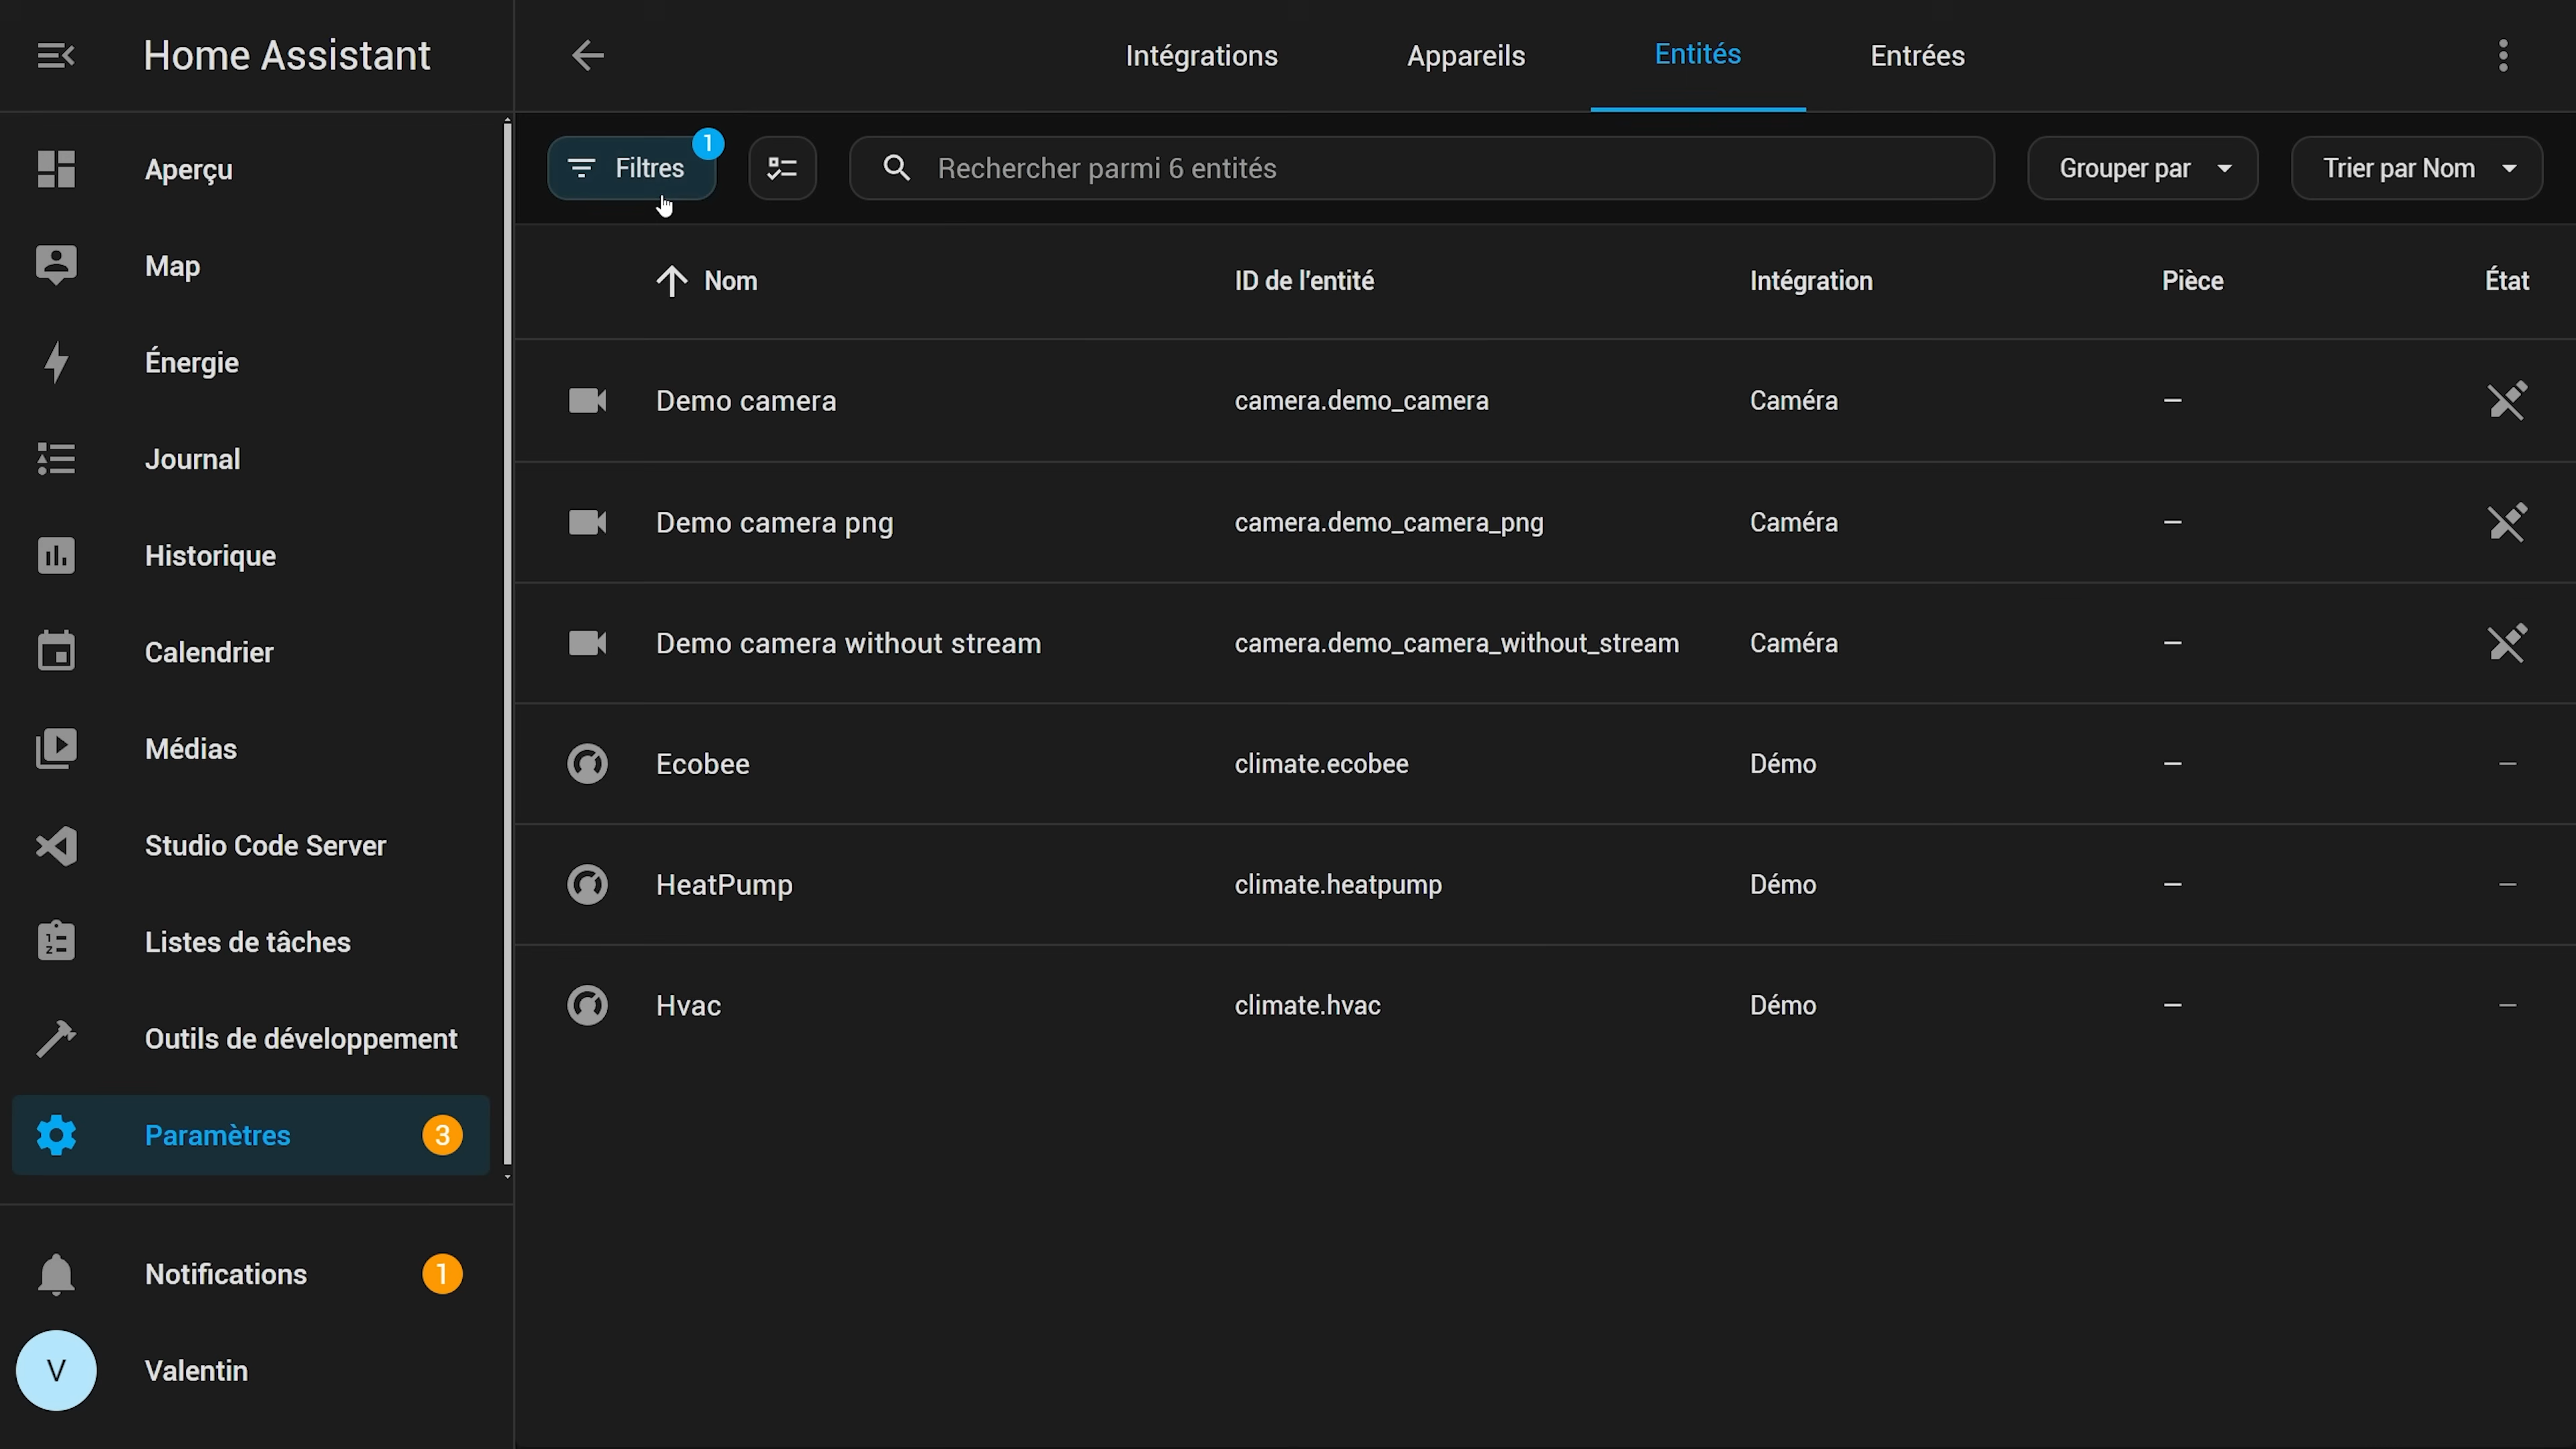 Home Assistant
Intégrations
Appareils
Entités
Entrées
Aperçu
Map
Énergie
Journal
Historique
Calendrier
Médias
Studio Code Server
Listes de tâches
Outils de développement
Paramètres 3
Notifications 1
V Valentin
Filtres 1
Rechercher parmi 6 entités
Grouper par
Trier par Nom
Nom ID de l'entité Intégration Pièce État
Demo camera camera.demo_camera Caméra –
Demo camera png camera.demo_camera_png Caméra –
Demo camera without stream camera.demo_camera_without_stream Caméra –
Ecobee climate.ecobee Démo – –
HeatPump climate.heatpump Démo – –
Hvac climate.hvac Démo – –